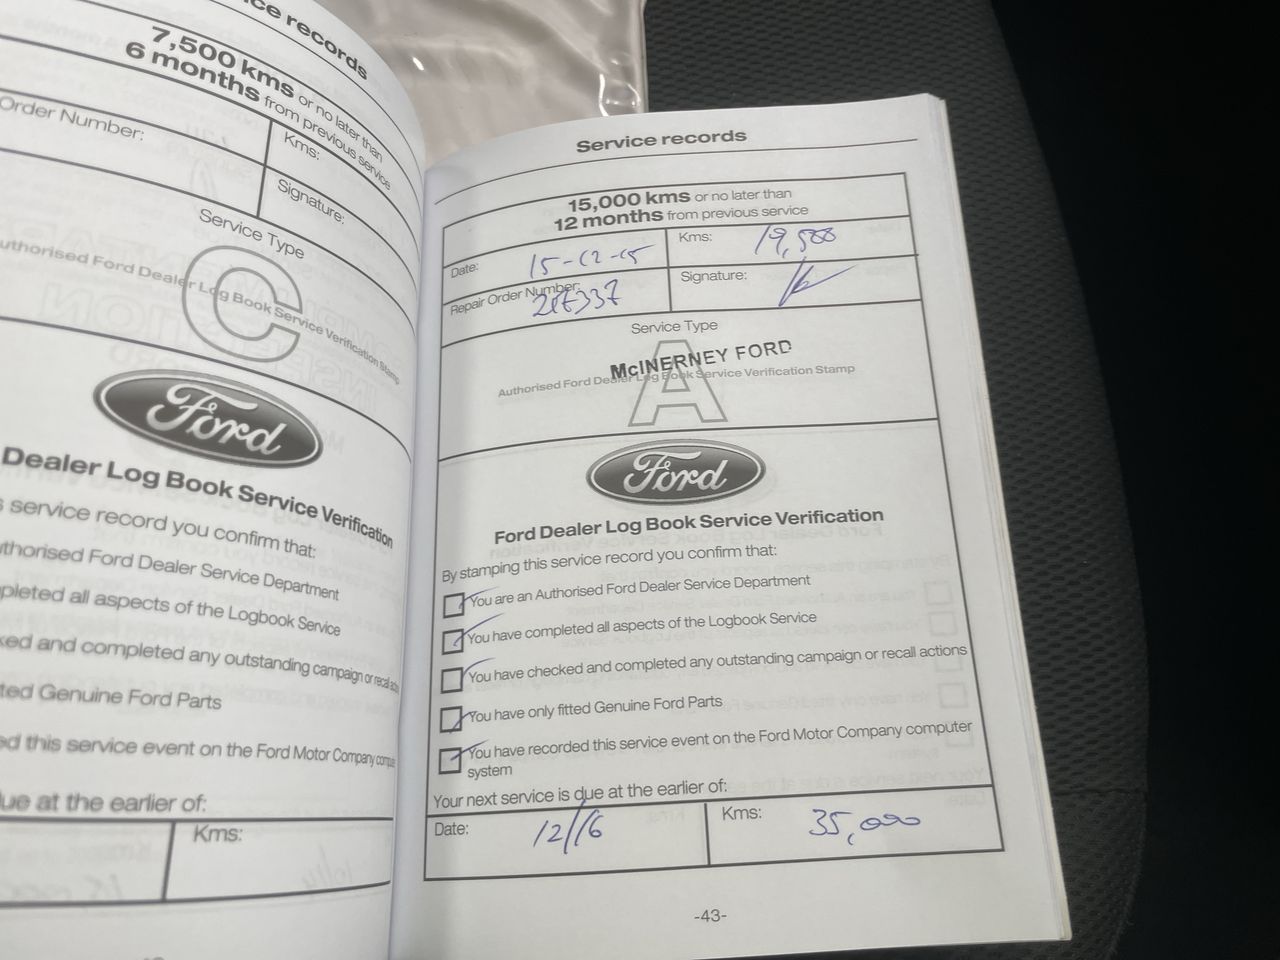 ce records
7,500 kms or no later than
6 months from previous service
Order Number:
Kms:
Signature:
Service Type
uthorised Ford Dealer Log Book Service Verification Stamp
C
Ford
Dealer Log Book Service Verification
s service record you confirm that:
thorised Ford Dealer Service Department
pleted all aspects of the Logbook Service
ked and completed any outstanding campaign or recall
ted Genuine Ford Parts
ed this service event on the Ford Motor Company
ue at the earlier of:
Kms:
Service records
15,000 kms or no later than
12 months from previous service
Date: 15-12-15
Kms: 19,588
Repair Order Number:
Signature:
Service Type
McINERNEY FORD
Authorised Ford Dealer Log Book Service Verification Stamp
A
Ford
Ford Dealer Log Book Service Verification
By stamping this service record you confirm that:
You are an Authorised Ford Dealer Service Department
You have completed all aspects of the Logbook Service
You have checked and completed any outstanding campaign or recall actions
You have only fitted Genuine Ford Parts
You have recorded this service event on the Ford Motor Company computer
system
Your next service is due at the earlier of:
Date: 12/16
Kms: 35,000
-43-